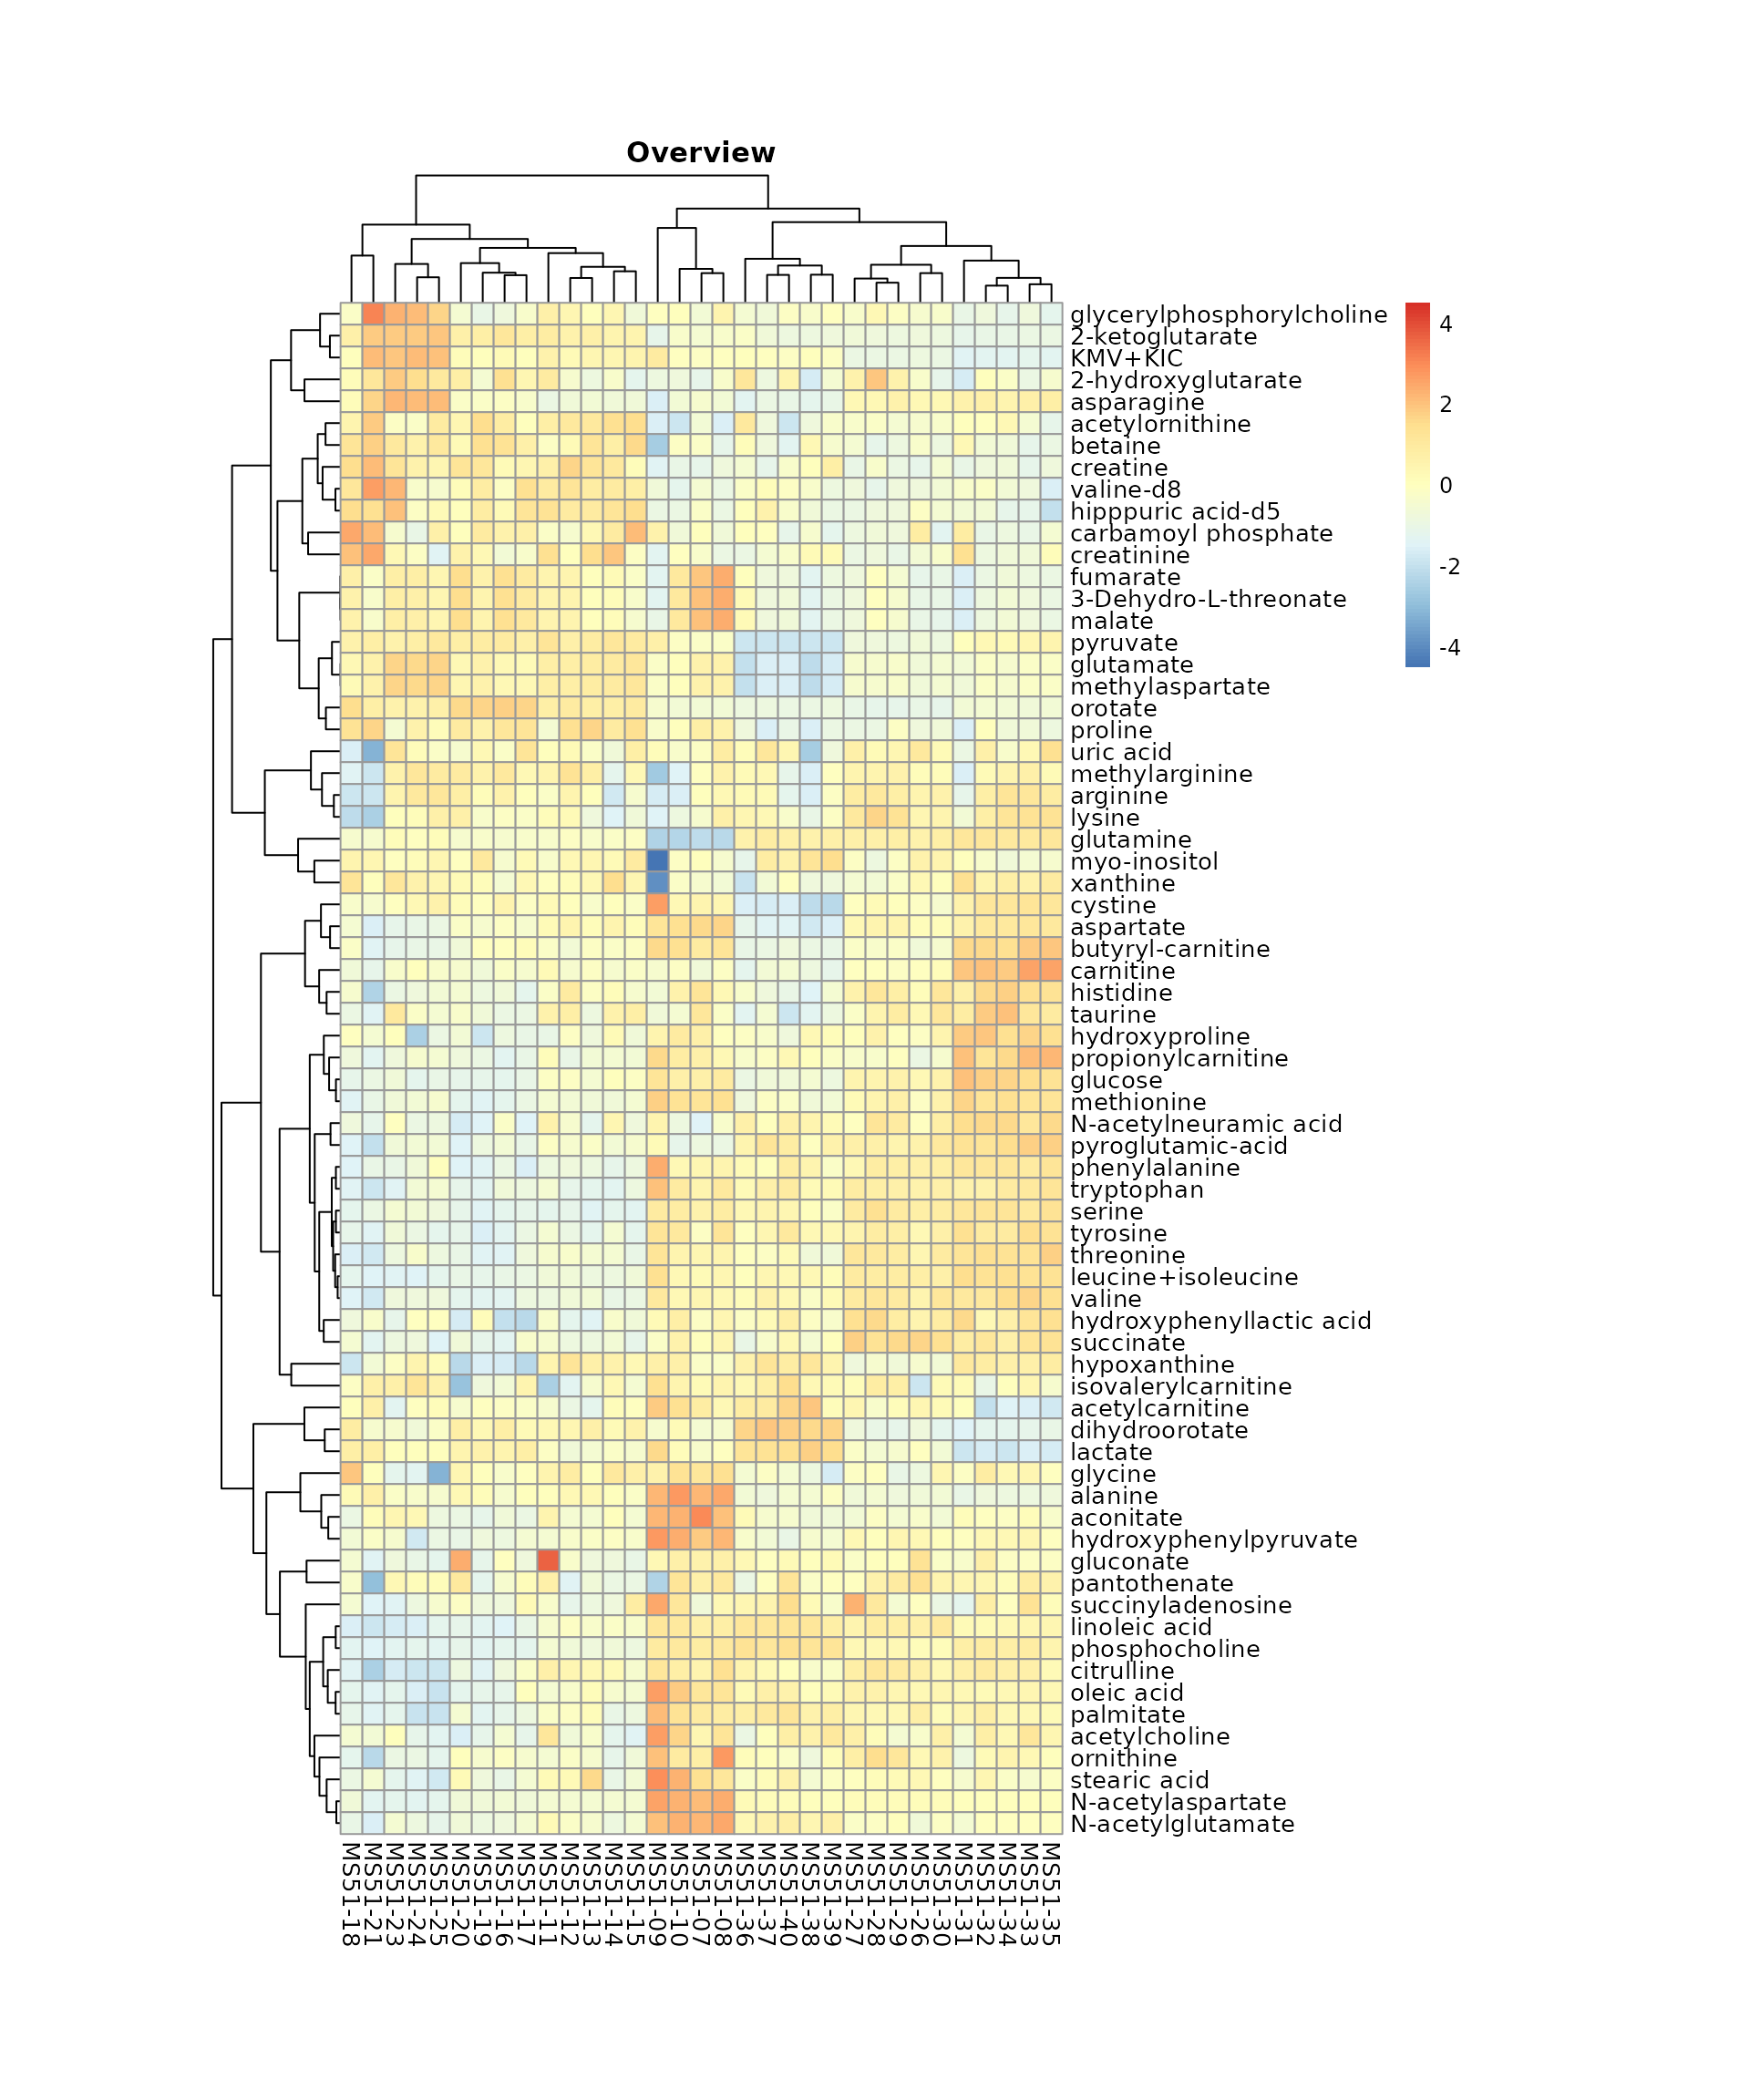 Overview
glycerylphosphorylcholine
2-ketoglutarate
KMV+KIC
2-hydroxyglutarate
asparagine
acetylornithine
betaine
creatine
valine-d8
hipppuric acid-d5
carbamoyl phosphate
creatinine
fumarate
3-Dehydro-L-threonate
malate
pyruvate
glutamate
methylaspartate
orotate
proline
uric acid
methylarginine
arginine
lysine
glutamine
myo-inositol
xanthine
cystine
aspartate
butyryl-carnitine
carnitine
histidine
taurine
hydroxyproline
propionylcarnitine
glucose
methionine
N-acetylneuramic acid
pyroglutamic-acid
phenylalanine
tryptophan
serine
tyrosine
threonine
leucine+isoleucine
valine
hydroxyphenyllactic acid
succinate
hypoxanthine
isovalerylcarnitine
acetylcarnitine
dihydroorotate
lactate
glycine
alanine
aconitate
hydroxyphenylpyruvate
gluconate
pantothenate
succinyladenosine
linoleic acid
phosphocholine
citrulline
oleic acid
palmitate
acetylcholine
ornithine
stearic acid
N-acetylaspartate
N-acetylglutamate
4
2
0
-2
-4
MS51-18
MS51-21
MS51-23
MS51-24
MS51-25
MS51-20
MS51-19
MS51-16
MS51-17
MS51-11
MS51-12
MS51-13
MS51-14
MS51-15
MS51-09
MS51-10
MS51-07
MS51-08
MS51-36
MS51-37
MS51-40
MS51-38
MS51-39
MS51-27
MS51-28
MS51-29
MS51-26
MS51-30
MS51-31
MS51-32
MS51-34
MS51-33
MS51-35